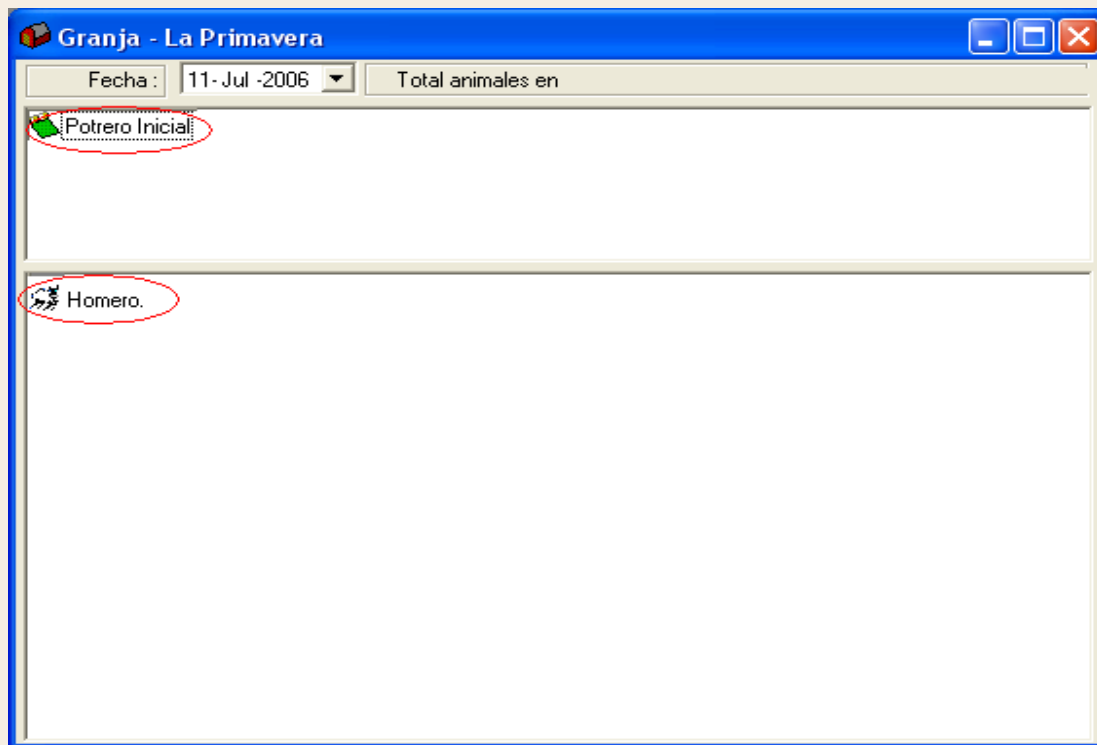 Granja - La Primavera
Fecha : 11- Jul -2006 Total animales en
Potrero Inicial
Homero.